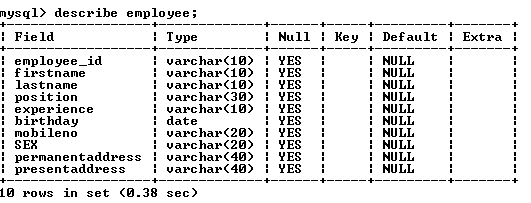 mysql> describe employee;
+------------------+-------------+------+-----+---------+-------+
| Field            | Type        | Null | Key | Default | Extra |
+------------------+-------------+------+-----+---------+-------+
| employee_id      | varchar(10) | YES  |     | NULL    |       |
| firstname        | varchar(10) | YES  |     | NULL    |       |
| lastname         | varchar(10) | YES  |     | NULL    |       |
| position         | varchar(30) | YES  |     | NULL    |       |
| experience       | varchar(10) | YES  |     | NULL    |       |
| birthday         | date        | YES  |     | NULL    |       |
| mobileno         | varchar(20) | YES  |     | NULL    |       |
| SEX              | varchar(20) | YES  |     | NULL    |       |
| permanentaddress | varchar(40) | YES  |     | NULL    |       |
| presentaddress   | varchar(40) | YES  |     | NULL    |       |
+------------------+-------------+------+-----+---------+-------+
10 rows in set (0.38 sec)